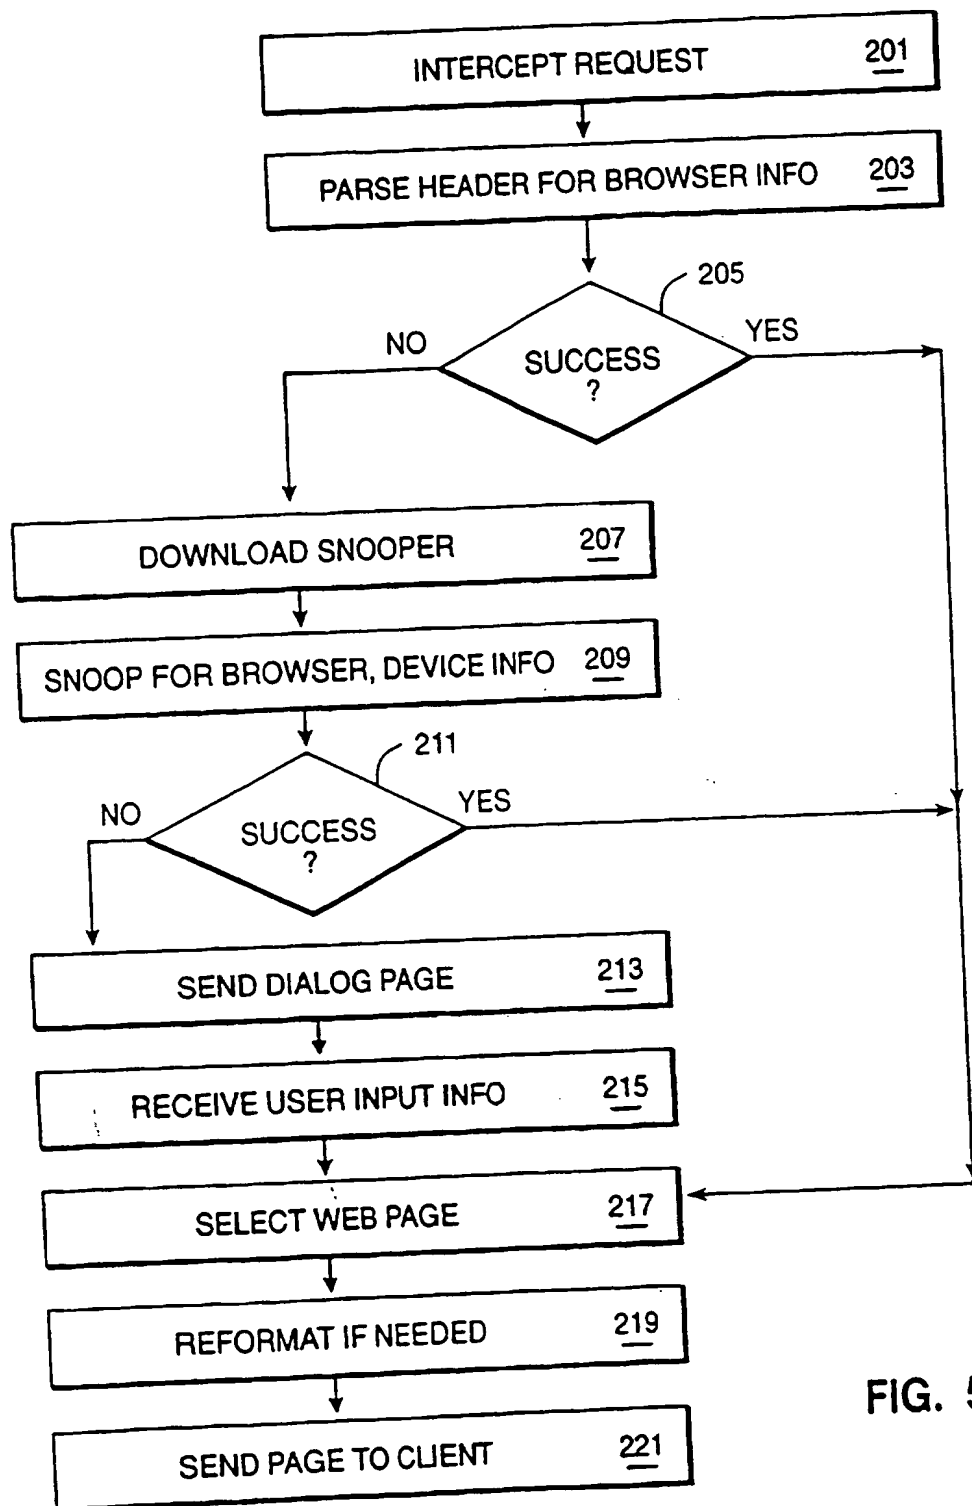 INTERCEPT REQUEST 201
PARSE HEADER FOR BROWSER INFO 203
205
NO
YES
SUCCESS
?
DOWNLOAD SNOOPER 207
SNOOP FOR BROWSER, DEVICE INFO 209
211
NO
YES
SUCCESS
?
SEND DIALOG PAGE 213
RECEIVE USER INPUT INFO 215
SELECT WEB PAGE 217
REFORMAT IF NEEDED 219
FIG. 5
SEND PAGE TO CLIENT 221